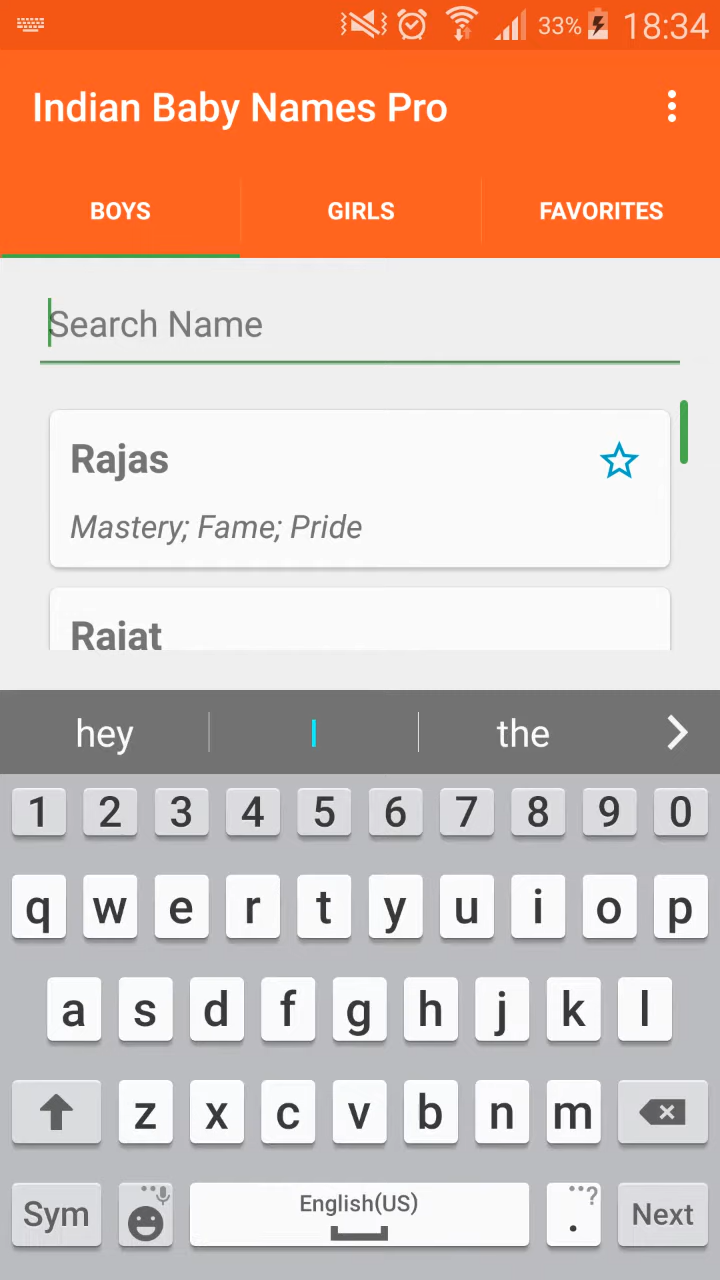 33% 18:34
Indian Baby Names Pro
BOYS GIRLS FAVORITES
Search Name
Rajas
Mastery; Fame; Pride
Rajat
hey I the
1 2 3 4 5 6 7 8 9 0
q w e r t y u i o p
a s d f g h j k l
z x c v b n m
Sym English(US) . ? Next